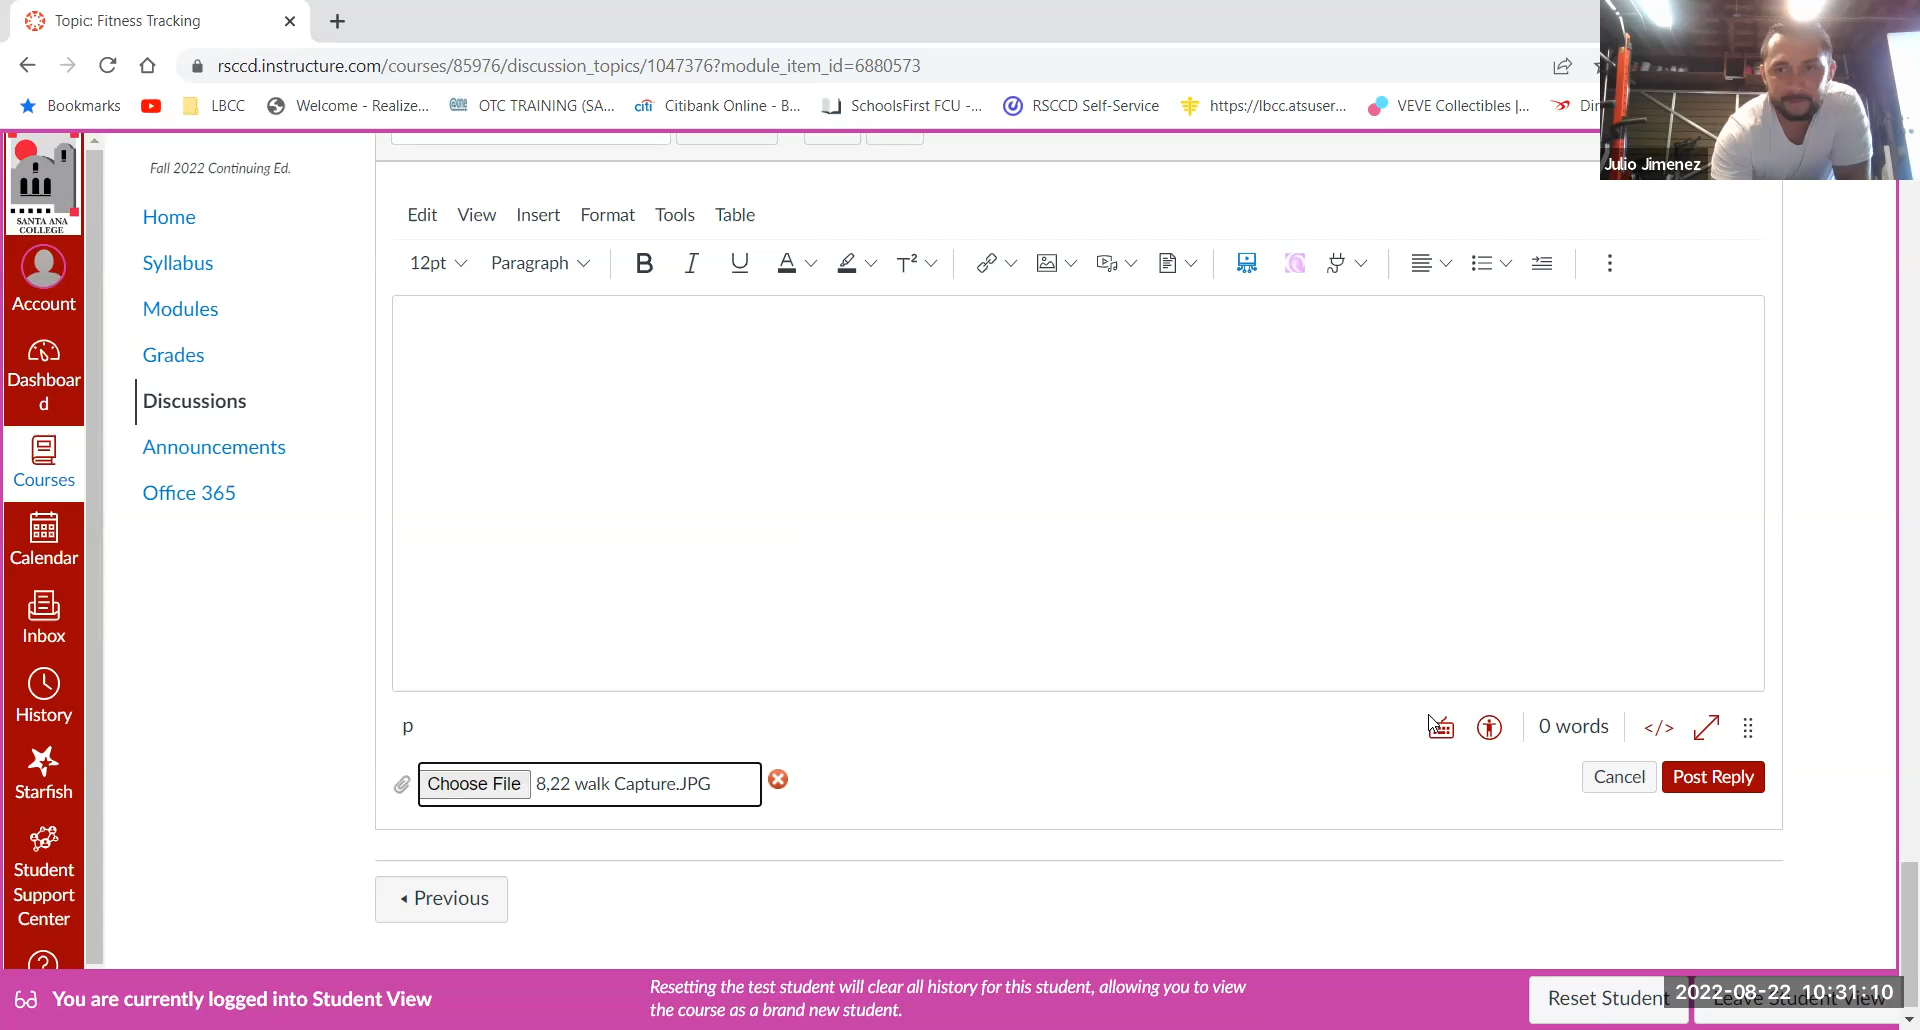 Topic: Fitness Tracking
rsccd.instructure.com/courses/85976/discussion_topics/1047376?module_item_id=6880573
Bookmarks LBCC Welcome - Realize... OTC TRAINING (SA... citi Citibank Online - B... SchoolsFirst FCU -... RSCCD Self-Service https://lbcc.atsuser... VEVE Collectibles |... Dir
Julio Jimenez
SANTA ANA
COLLEGE
Account
Dashboar
d
Courses
Calendar
Inbox
History
Starfish
Student
Support
Center
Fall 2022 Continuing Ed.
Home
Syllabus
Modules
Grades
Discussions
Announcements
Office 365
Edit View Insert Format Tools Table
12pt Paragraph B I U A T²
p 0 words </>
Choose File 8,22 walk Capture.JPG Cancel Post Reply
Previous
You are currently logged into Student View
Resetting the test student will clear all history for this student, allowing you to view
the course as a brand new student.
Reset Student Leave Student View
2022-08-22 10:31:10